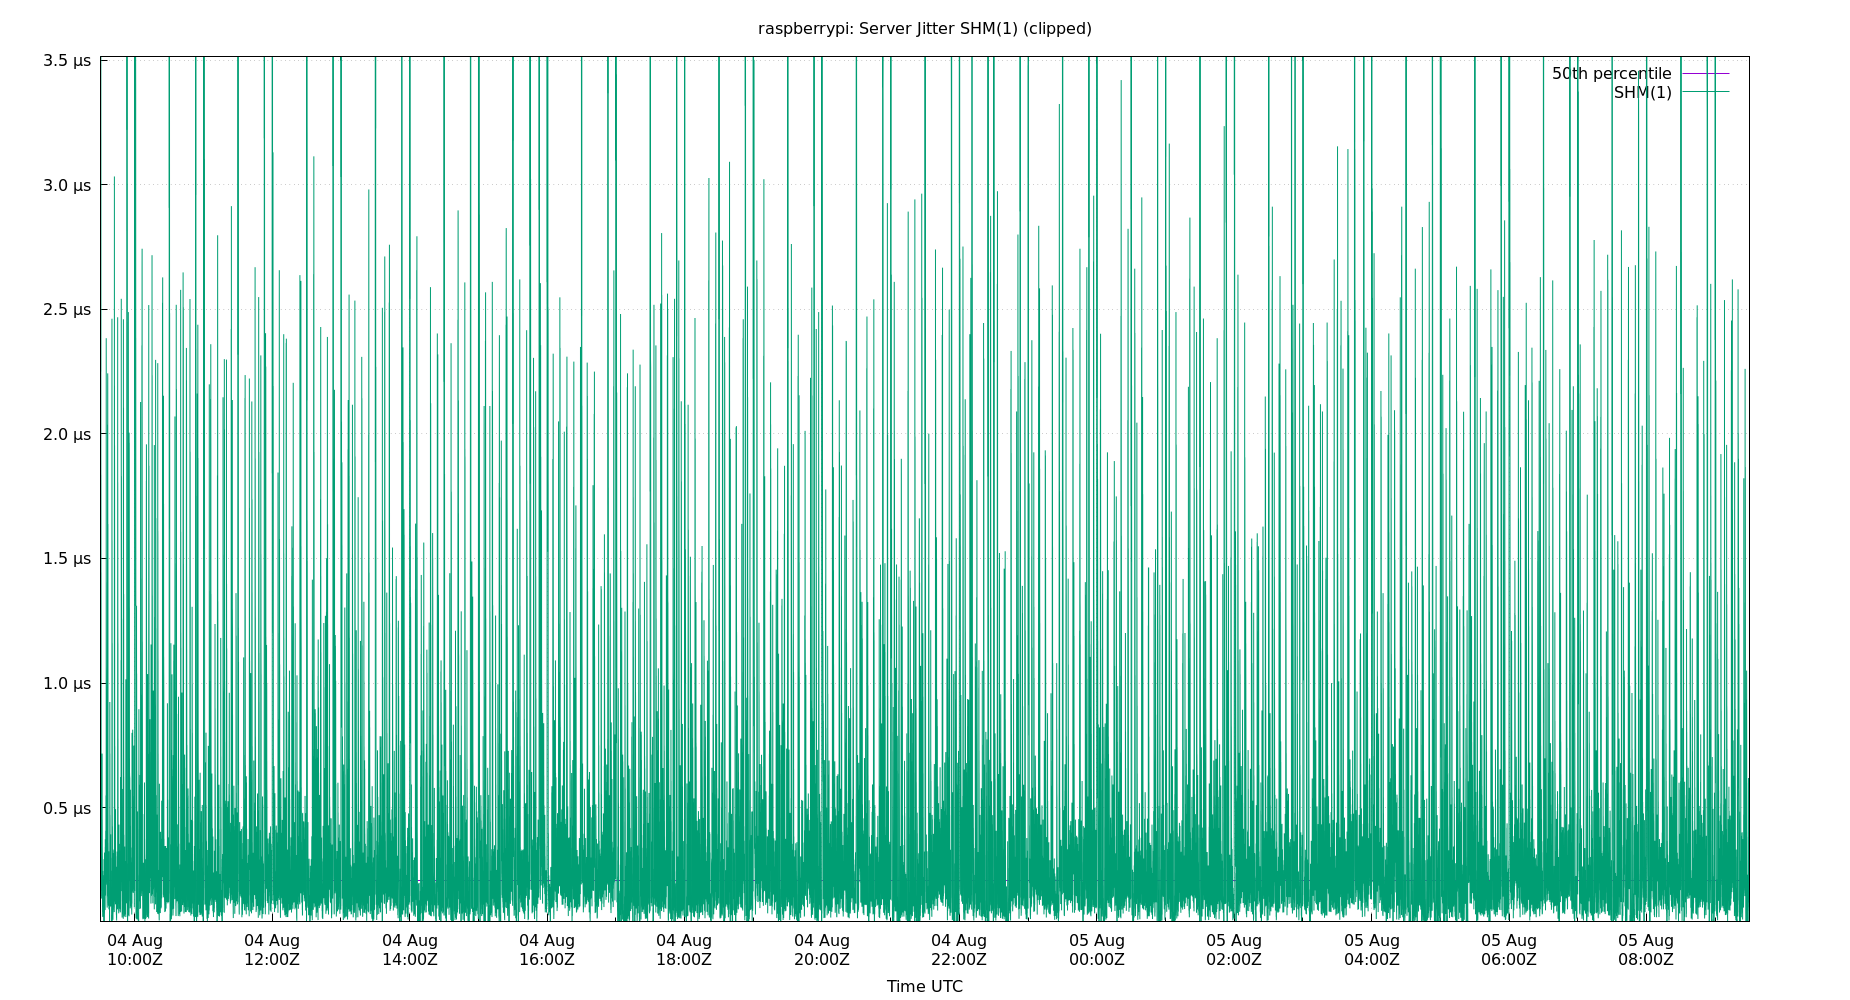 raspberrypi: Server Jitter SHM(1) (clipped)
3.5 μs
3.0 μs
2.5 μs
2.0 μs
1.5 μs
1.0 μs
0.5 μs
50th percentile
SHM(1)
04 Aug 04 Aug 04 Aug 04 Aug 04 Aug 04 Aug 04 Aug 05 Aug 05 Aug 05 Aug 05 Aug 05 Aug
10:00Z 12:00Z 14:00Z 16:00Z 18:00Z 20:00Z 22:00Z 00:00Z 02:00Z 04:00Z 06:00Z 08:00Z
Time UTC